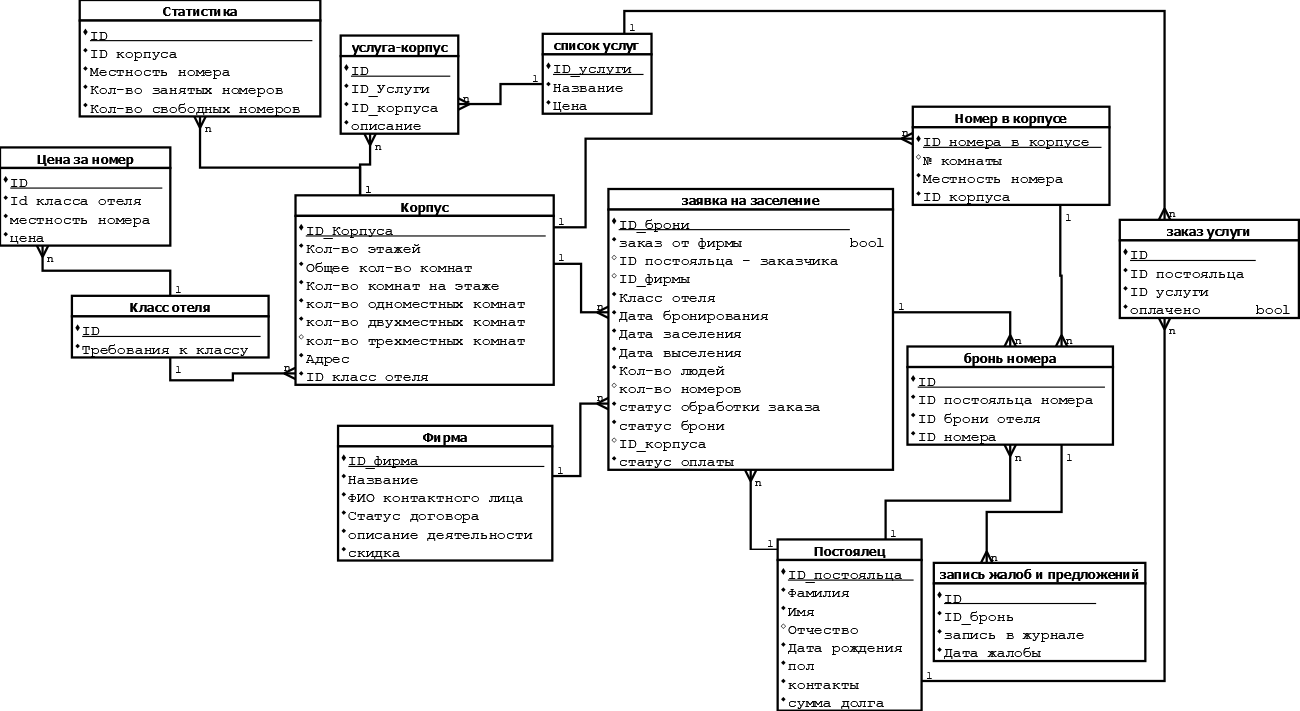 Статистика
ID
ID корпуса
Местность номера
Кол-во занятых номеров
Кол-во свободных номеров
n
услуга-корпус
ID
ID_Услуги
ID_корпуса
описание
n
n
список услуг
ID_услуги
Название
Цена
1
1
Номер в корпусе
ID номера в корпусе
№ комнаты
Местность номера
ID корпуса
n
1
Цена за номер
ID
Id класса отеля
местность номера
цена
n
Класс отеля
ID
Требования к классу
1
1
Корпус
ID_Корпуса
Кол-во этажей
Общее кол-во комнат
Кол-во комнат на этаже
кол-во одноместных комнат
кол-во двухместных комнат
кол-во трехместных комнат
Адрес
ID класс отеля
1
1
1
n
заявка на заселение
ID_брони
заказ от фирмы bool
ID постояльца - заказчика
ID_фирмы
Класс отеля
Дата бронирования
Дата заселения
Дата выселения
Кол-во людей
кол-во номеров
статус обработки заказа
статус брони
ID_корпуса
статус оплаты
n
n
1
n
заказ услуги
ID
ID постояльца
ID услуги
оплачено bool
n
n
бронь номера
ID
ID постояльца номера
ID брони отеля
ID номера
n
n
n
1
Фирма
ID_фирма
Название
ФИО контактного лица
Статус договора
описание деятельности
скидка
1
Постоялец
ID_постояльца
Фамилия
Имя
Отчество
Дата рождения
пол
контакты
сумма долга
1
1
1
запись жалоб и предложений
ID
ID_бронь
запись в журнале
Дата жалобы
n